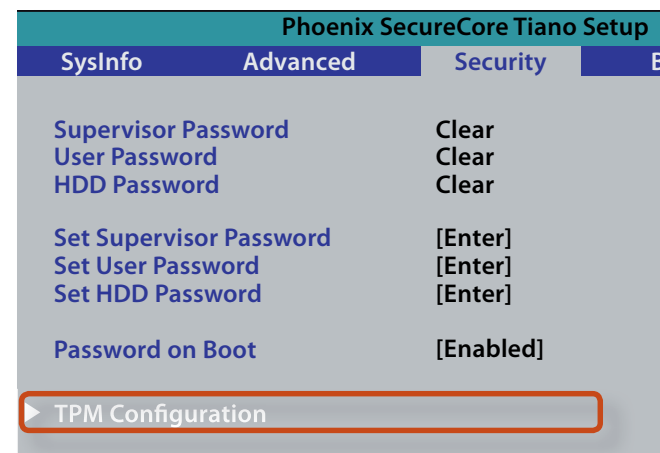 Phoenix SecureCore Tiano Setup
SysInfo Advanced Security
Supervisor Password Clear
User Password Clear
HDD Password Clear
Set Supervisor Password [Enter]
Set User Password [Enter]
Set HDD Password [Enter]
Password on Boot [Enabled]
TPM Configuration